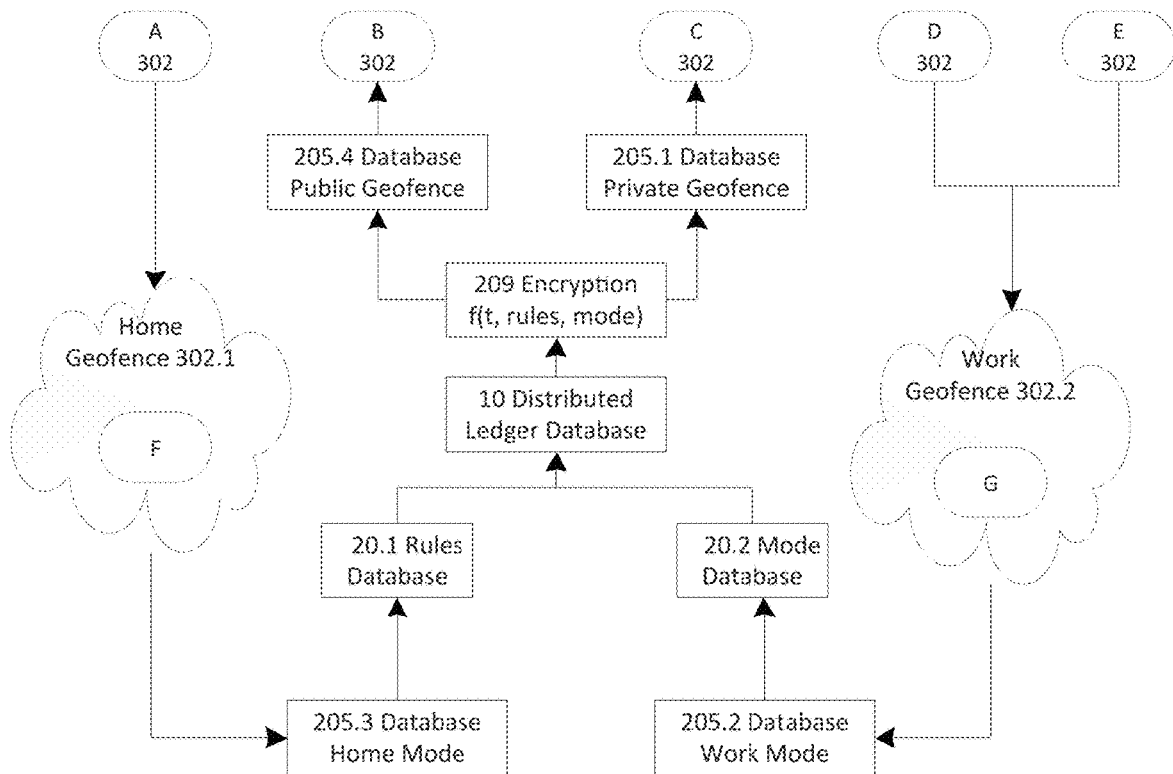 A
302
B
302
C
302
D
302
E
302
205.4 Database
Public Geofence
205.1 Database
Private Geofence
209 Encryption
f(t, rules, mode)
Home
Geofence 302.1
Work
Geofence 302.2
10 Distributed
Ledger Database
F
G
20.1 Rules
Database
20.2 Mode
Database
205.3 Database
Home Mode
205.2 Database
Work Mode